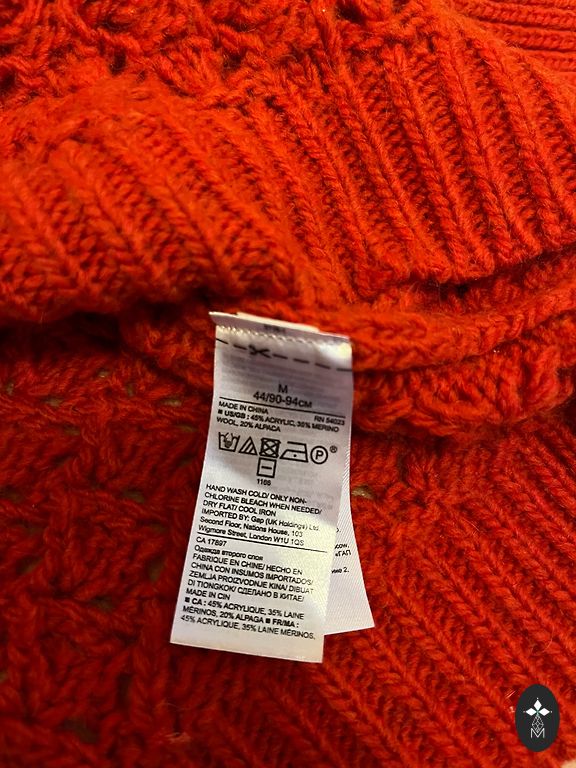 M
44/90-94СМ
MADE IN CHINA RN 54023
■ US/GB : 45% ACRYLIC, 35% MERINO
WOOL, 20% ALPACA
P®
1105
HAND WASH COLD/ ONLY NON-
CHLORINE BLEACH WHEN NEEDED/
DRY FLAT/ COOL IRON
IMPORTED BY: Gap (UK Holdings) Ltd.
Second Floor, Nations House, 103
Wigmore Street, London W1U 1QS
CA 17897
Одежда второго слоя
FABRIQUE EN CHINE/ HECHO EN
CHINA CON INSUMOS IMPORTADOS/
ZEMLJA PROIZVODNJE KINA/ DIBUAT
DI TIONGKOK/ СДЕЛАНО В КИТАЕ/
MADE IN CIN
■ CA : 45% ACRYLIQUE, 35% LAINE
MÉRINOS, 20% ALPAGA ■ FR/MA :
45% ACRYLIQUE, 35% LAINE MÉRINOS,
M